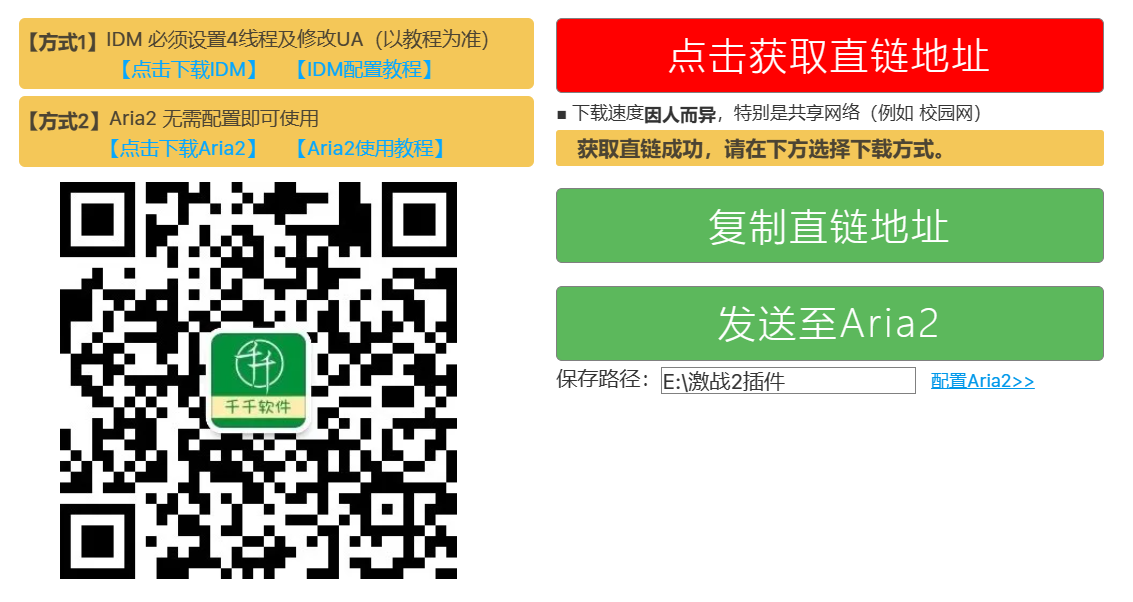 【方式1】IDM 必须设置4线程及修改UA（以教程为准）
【点击下载IDM】 【IDM配置教程】
【方式2】Aria2 无需配置即可使用
【点击下载Aria2】 【Aria2使用教程】
千千软件
点击获取直链地址
■ 下载速度因人而异，特别是共享网络（例如 校园网）
获取直链成功，请在下方选择下载方式。
复制直链地址
发送至Aria2
保存路径：E:\激战2插件 配置Aria2>>